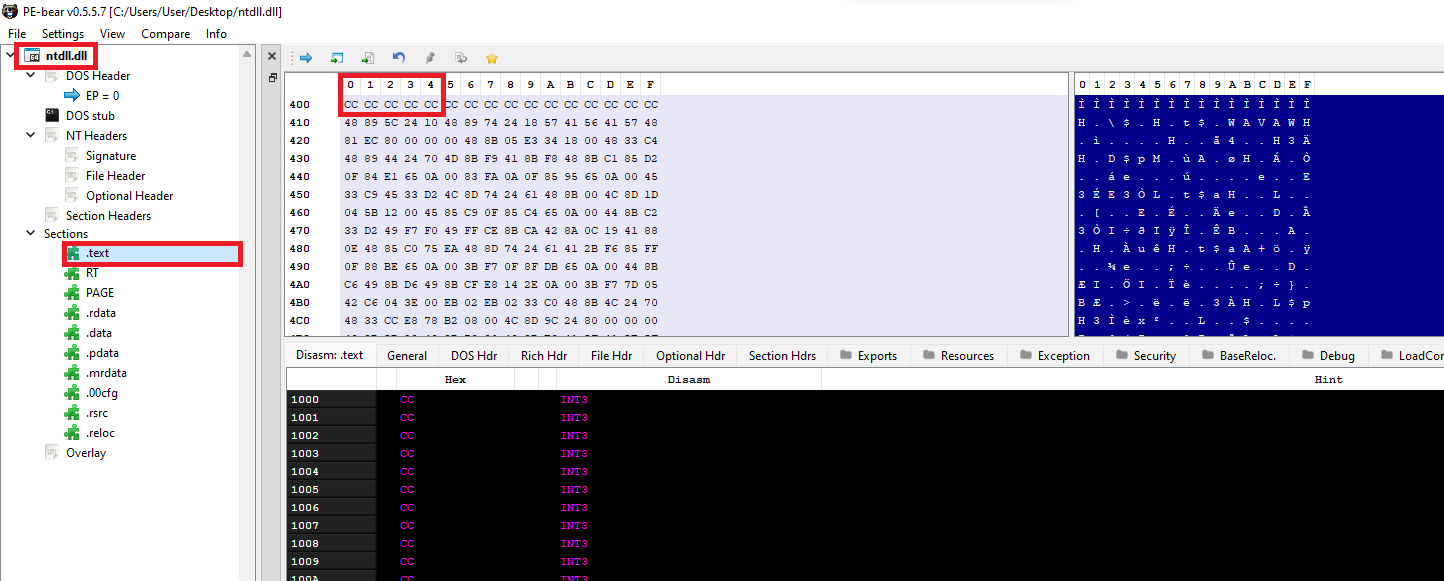 PE-bear v0.5.5.7 [C:/Users/User/Desktop/ntdll.dll]
File Settings View Compare Info
ntdll.dll
DOS Header
EP = 0
DOS stub
NT Headers
Signature
File Header
Optional Header
Section Headers
Sections
.text
RT
PAGE
.rdata
.data
.pdata
.mrdata
.00cfg
.rsrc
.reloc
Overlay
0 1 2 3 4 5 6 7 8 9 A B C D E F
400 CC CC CC CC CC CC CC CC CC CC CC CC CC CC CC CC
410 48 89 5C 24 10 48 89 74 24 18 57 41 56 41 57 48
420 81 EC 80 00 00 00 48 8B 05 E3 34 18 00 48 33 C4
430 48 89 44 24 70 4D 8B F9 41 8B F8 48 8B C1 85 D2
440 0F 84 E1 65 0A 00 83 FA 0A 0F 85 95 65 0A 00 45
450 33 C9 45 33 D2 4C 8D 74 24 61 48 8B 00 4C 8D 1D
460 04 5B 12 00 45 85 C9 0F 85 C4 65 0A 00 44 8B C2
470 33 D2 49 F7 F0 49 FF CE 8B CA 42 8A 0C 19 41 88
480 0E 48 85 C0 75 EA 48 8D 74 24 61 41 2B F6 85 FF
490 0F 88 BE 65 0A 00 3B F7 0F 8F DB 65 0A 00 44 8B
4A0 C6 49 8B D6 49 8B CF E8 14 2E 0A 00 3B F7 7D 05
4B0 42 C6 04 3E 00 EB 02 EB 02 33 C0 48 8B 4C 24 70
4C0 48 33 CC E8 78 B2 08 00 4C 8D 9C 24 80 00 00 00
0 1 2 3 4 5 6 7 8 9 A B C D E F
Ì Ì Ì Ì Ì Ì Ì Ì Ì Ì Ì Ì Ì Ì Ì Ì
H . \ $ . H . t $ . W A V A W H
. ì . . . . H . . ã 4 . . H 3 Ä
H . D $ p M . ù A . ø H . Á . Ò
. . á e . . . ú . . . . e . . E
3 É E 3 Ò L . t $ a H . . L . .
. [ . . E . É . . Ä e . . D . Â
3 Ò I ÷ ð I ÿ Î . Ê B . . . A .
. H . À u ê H . t $ a A + ö . ÿ
. . ¾ e . . ; ÷ . . Û e . . D .
Æ I . Ö I . Ï è . . . . ; ÷ } .
B Æ . > . ë . ë . 3 À H . L $ p
H 3 Ì è x ² . . L . . $ . . . .
Disasm: .text General DOS Hdr Rich Hdr File Hdr Optional Hdr Section Hdrs Exports Resources Exception Security BaseReloc. Debug LoadCon
Hex Disasm Hint
1000 CC INT3
1001 CC INT3
1002 CC INT3
1003 CC INT3
1004 CC INT3
1005 CC INT3
1006 CC INT3
1007 CC INT3
1008 CC INT3
1009 CC INT3
100A CC INT3